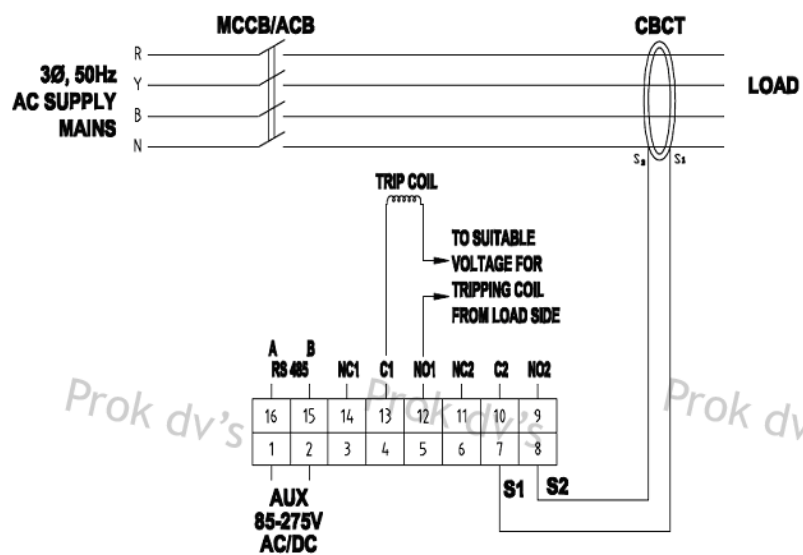 MCCB/ACB
CBCT
R
3Ø, 50Hz
AC SUPPLY
MAINS
Y
B
N
LOAD
S₂ S₁
TRIP COIL
TO SUITABLE
VOLTAGE FOR
TRIPPING COIL
FROM LOAD SIDE
A B
RS 485 NC1 C1 NO1 NC2 C2 NO2
16 15 14 13 12 11 10 9
1 2 3 4 5 6 7 8
Prok dv's Prok dv's Prok dv
AUX
85-275V
AC/DC
S1 S2